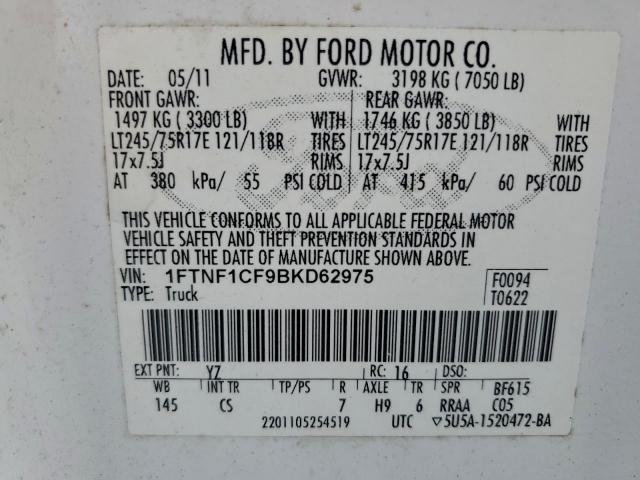 MFD. BY FORD MOTOR CO.
DATE: 05/11 GVWR: 3198 KG ( 7050 LB)
FRONT GAWR: REAR GAWR:
1497 KG ( 3300 LB) WITH 1746 KG ( 3850 LB) WITH
LT245/75R17E 121/118R TIRES LT245/75R17E 121/118R TIRES
17x7.5J RIMS 17x7.5J RIMS
AT 380 kPa/ 55 PSI COLD AT 415 kPa/ 60 PSI COLD
THIS VEHICLE CONFORMS TO ALL APPLICABLE FEDERAL MOTOR
VEHICLE SAFETY AND THEFT PREVENTION STANDARDS IN
EFFECT ON THE DATE OF MANUFACTURE SHOWN ABOVE.
VIN: 1FTNF1CF9BKD62975 F0094
TYPE: Truck T0622
EXT PNT: YZ RC: 16 DSO:
WB INT TR TP/PS R AXLE TR SPR BF615
145 CS 7 H9 6 RRAA C05
2201105254519 UTC ▽5U5A-1520472-BA